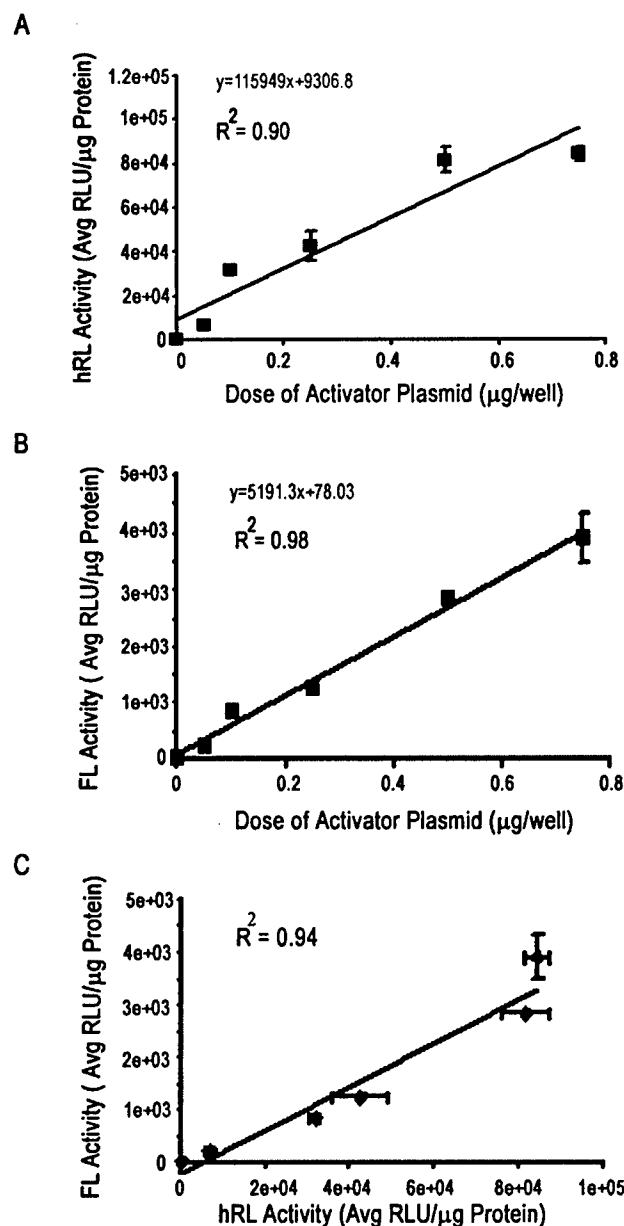 A
hRL Activity (Avg RLU/μg Protein)
1.2e+05
1e+05
8e+04
6e+04
4e+04
2e+04
0
y=115949x+9306.8
R2 = 0.90
0 0.2 0.4 0.6 0.8
Dose of Activator Plasmid (μg/well)
B
FL Activity ( Avg RLU/μg Protein)
5e+03
4e+03
3e+03
2e+03
1e+03
0
y=5191.3x+78.03
R2 = 0.98
0 0.2 0.4 0.6 0.8
Dose of Activator Plasmid (μg/well)
C
FL Activity ( Avg RLU/μg Protein)
5e+03
4e+03
3e+03
2e+03
1e+03
0
R2 = 0.94
0 2e+04 4e+04 6e+04 8e+04 1e+05
hRL Activity (Avg RLU/μg Protein)